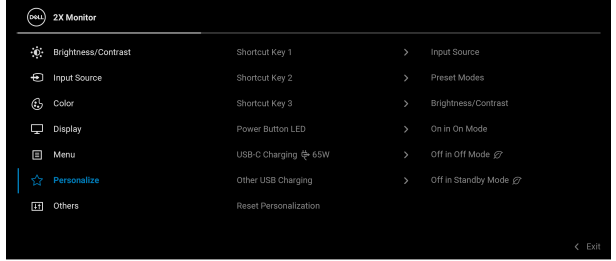 DELL 2X Monitor
Brightness/Contrast Shortcut Key 1 > Input Source
Input Source Shortcut Key 2 > Preset Modes
Color Shortcut Key 3 > Brightness/Contrast
Display Power Button LED > On in On Mode
Menu USB-C Charging 65W > Off in Off Mode
Personalize Other USB Charging > Off in Standby Mode
Others Reset Personalization
< Exit